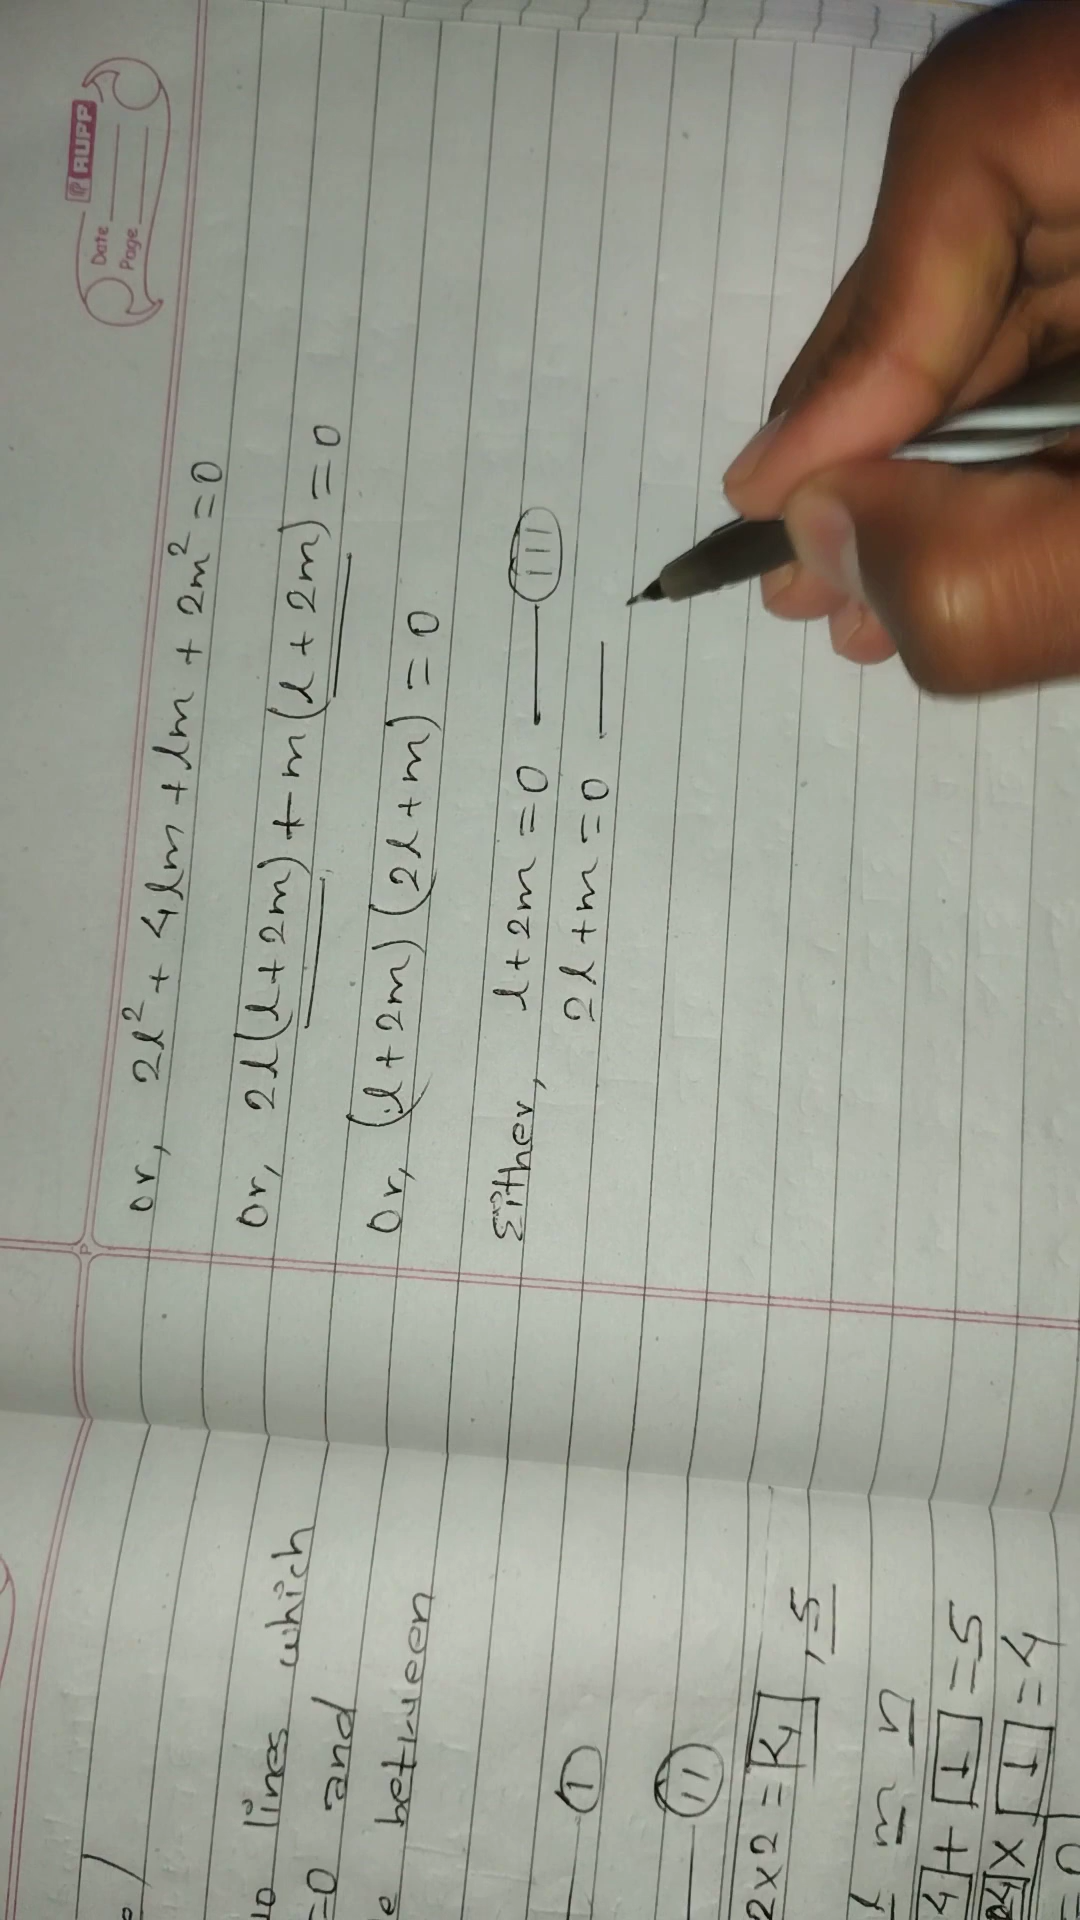 RUPP
Date
Page
or, 2l² + 4lm + lm + 2m² = 0
or, 2l(l+2m) + m(l+2m) = 0
or, (l+2m) (2l+m) = 0
Either, l+2m = 0 — III
2l+m = 0 —
lines which
=0 and
between
I
II
2x2 = 4, 5
l m n
4 + 1 = 5
4 x 1 = 4